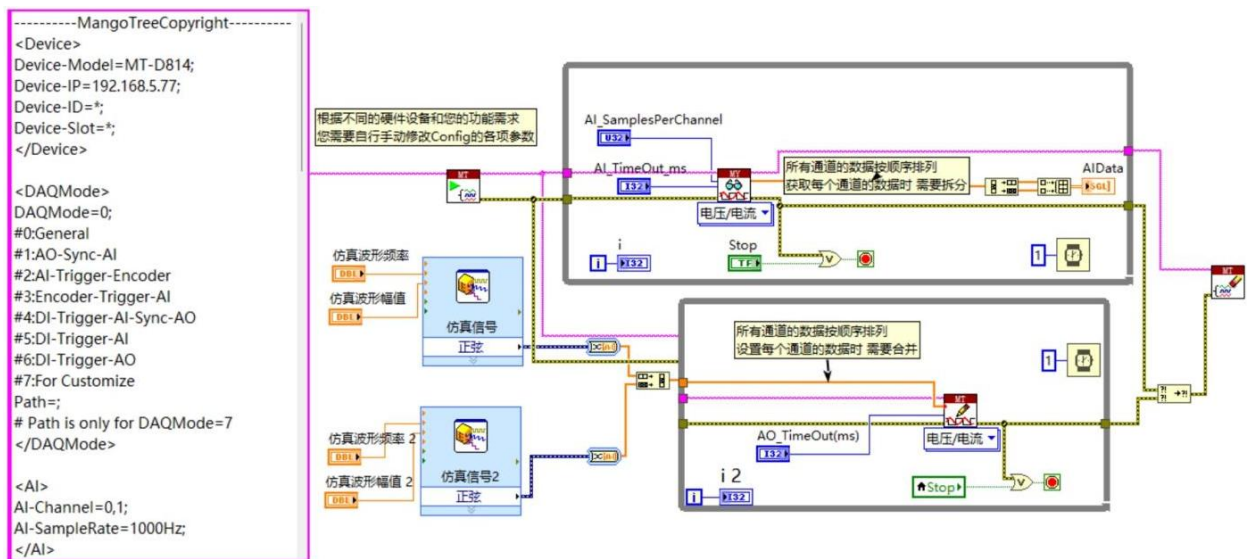 ----------MangoTreeCopyright----------
<Device>
Device-Model=MT-D814;
Device-IP=192.168.5.77;
Device-ID=*;
Device-Slot=*;
</Device>
<DAQMode>
DAQMode=0;
#0:General
#1:AO-Sync-AI
#2:AI-Trigger-Encoder
#3:Encoder-Trigger-AI
#4:DI-Trigger-AI-Sync-AO
#5:DI-Trigger-AI
#6:DI-Trigger-AO
#7:For Customize
Path=;
# Path is only for DAQMode=7
</DAQMode>
<AI>
AI-Channel=0,1;
AI-SampleRate=1000Hz;
</AI>
根据不同的硬件设备和您的功能需求
您需要自行手动修改Config的各项参数
MT
AI_SamplesPerChannel
U32
AI_TimeOut_ms
I32
MY
电压/电流
所有通道的数据按顺序排列
获取每个通道的数据时 需要拆分
AIData
SGL
i
i
I32
Stop
TF
V
1
MT
仿真波形频率
DBL
仿真波形幅值
DBL
仿真信号
正弦
仿真波形频率 2
DBL
仿真波形幅值 2
DBL
仿真信号2
正弦
所有通道的数据按顺序排列
设置每个通道的数据时 需要合并
1
MT
AO_TimeOut(ms)
I32
电压/电流
i 2
i
I32
Stop
V